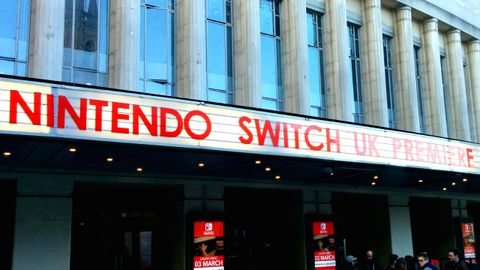 NINTENDO SWITCH UK PREMIERE
03 MARCH
03 MARCH